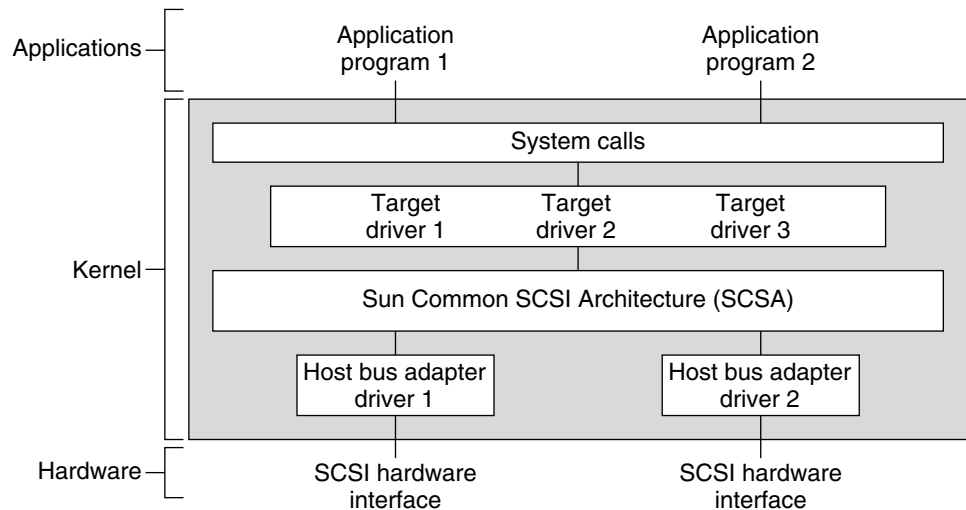 Applications
Application
program 1
Application
program 2
Kernel
System calls
Target
driver 1
Target
driver 2
Target
driver 3
Sun Common SCSI Architecture (SCSA)
Host bus adapter
driver 1
Host bus adapter
driver 2
Hardware
SCSI hardware
interface
SCSI hardware
interface